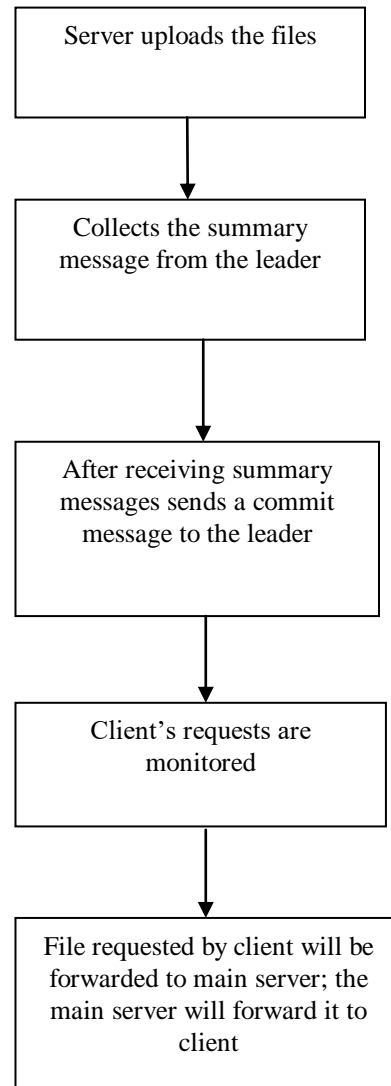 Server uploads the files
Collects the summary
message from the leader
After receiving summary
messages sends a commit
message to the leader
Client’s requests are
monitored
File requested by client will be
forwarded to main server; the
main server will forward it to
client